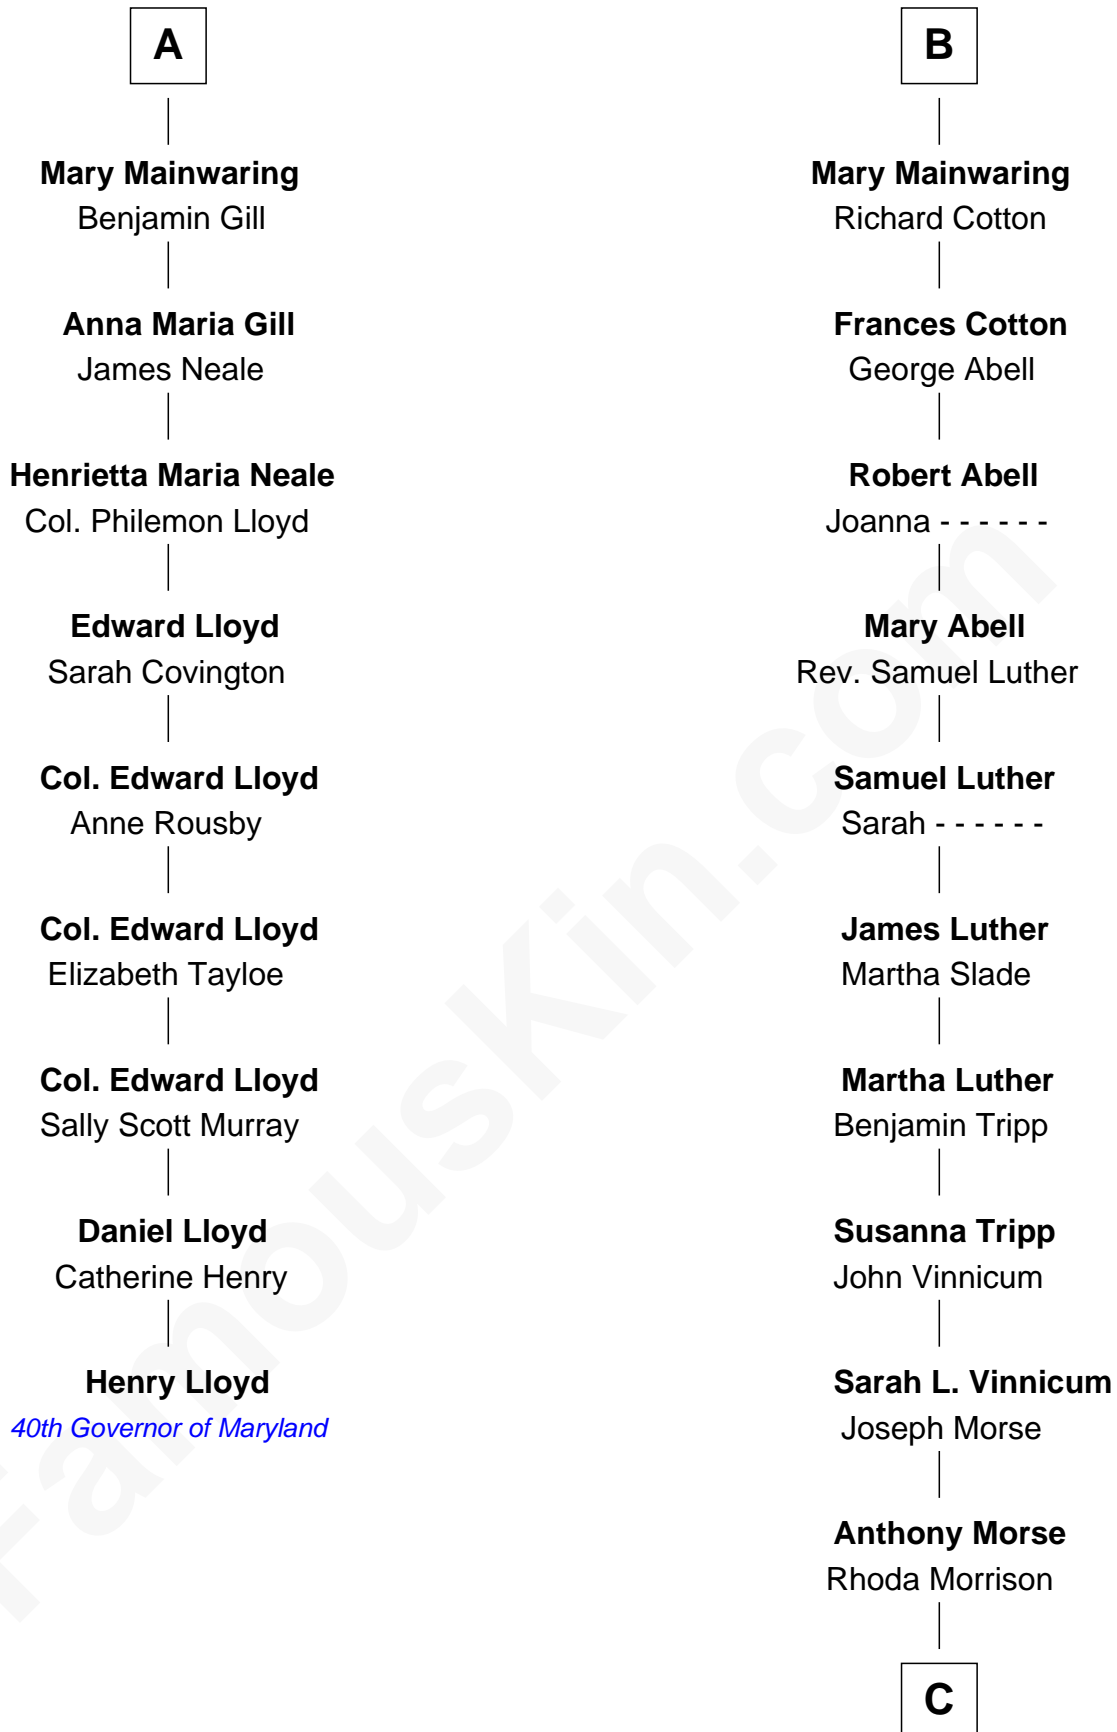 A
Mary Mainwaring
Benjamin Gill
Anna Maria Gill
James Neale
Henrietta Maria Neale
Col. Philemon Lloyd
Edward Lloyd
Sarah Covington
Col. Edward Lloyd
Anne Rousby
Col. Edward Lloyd
Elizabeth Tayloe
Col. Edward Lloyd
Sally Scott Murray
Daniel Lloyd
Catherine Henry
Henry Lloyd
40th Governor of Maryland
B
Mary Mainwaring
Richard Cotton
Frances Cotton
George Abell
Robert Abell
Joanna - - - - - -
Mary Abell
Rev. Samuel Luther
Samuel Luther
Sarah - - - - - -
James Luther
Martha Slade
Martha Luther
Benjamin Tripp
Susanna Tripp
John Vinnicum
Sarah L. Vinnicum
Joseph Morse
Anthony Morse
Rhoda Morrison
C
FamousKin.com